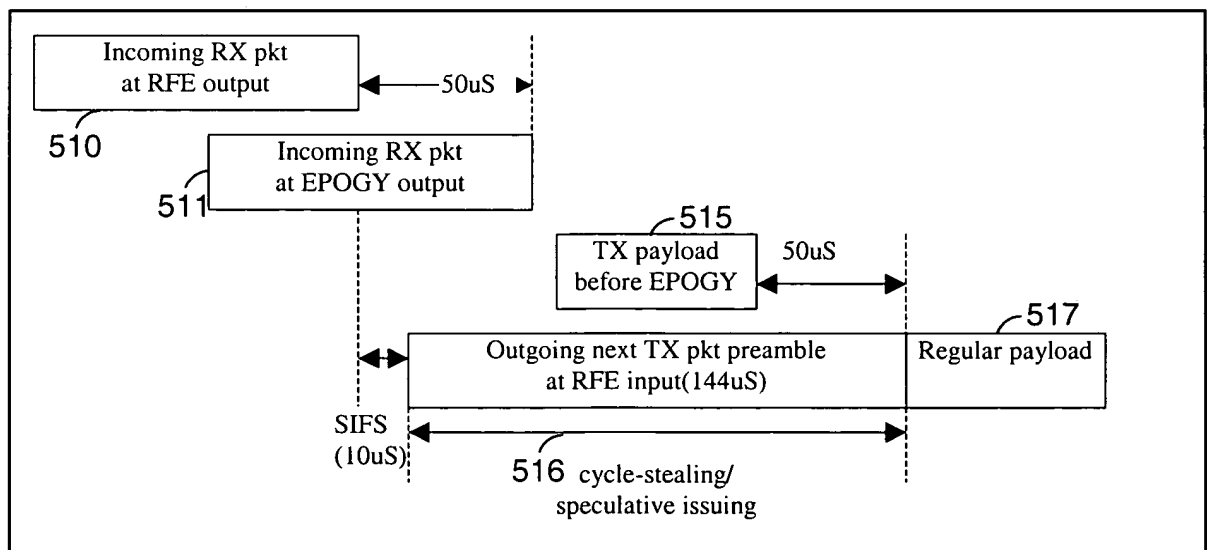 Incoming RX pkt
at RFE output
50uS
510
Incoming RX pkt
at EPOGY output
511
515
TX payload
before EPOGY
50uS
517
Outgoing next TX pkt preamble
at RFE input(144uS)
Regular payload
SIFS
(10uS)
516
cycle-stealing/
speculative issuing